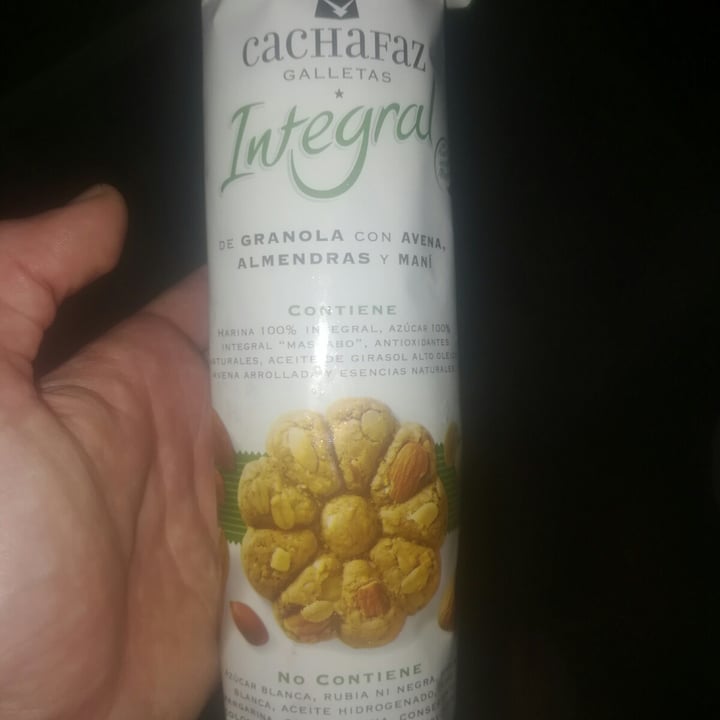 CACHAFAZ
GALLETAS
Integral
DE GRANOLA CON AVENA,
ALMENDRAS Y MANÍ
CONTIENE
HARINA 100% INTEGRAL, AZÚCAR 100%
INTEGRAL "MASCABO", ANTIOXIDANTES
NATURALES, ACEITE DE GIRASOL ALTO
AVENA ARROLLADA Y ESENCIAS NATURALES
NO CONTIENE
AZÚCAR BLANCA, RUBIA NI NEGRA
BLANCA, ACEITE HIDROGENADO
MARGARINA